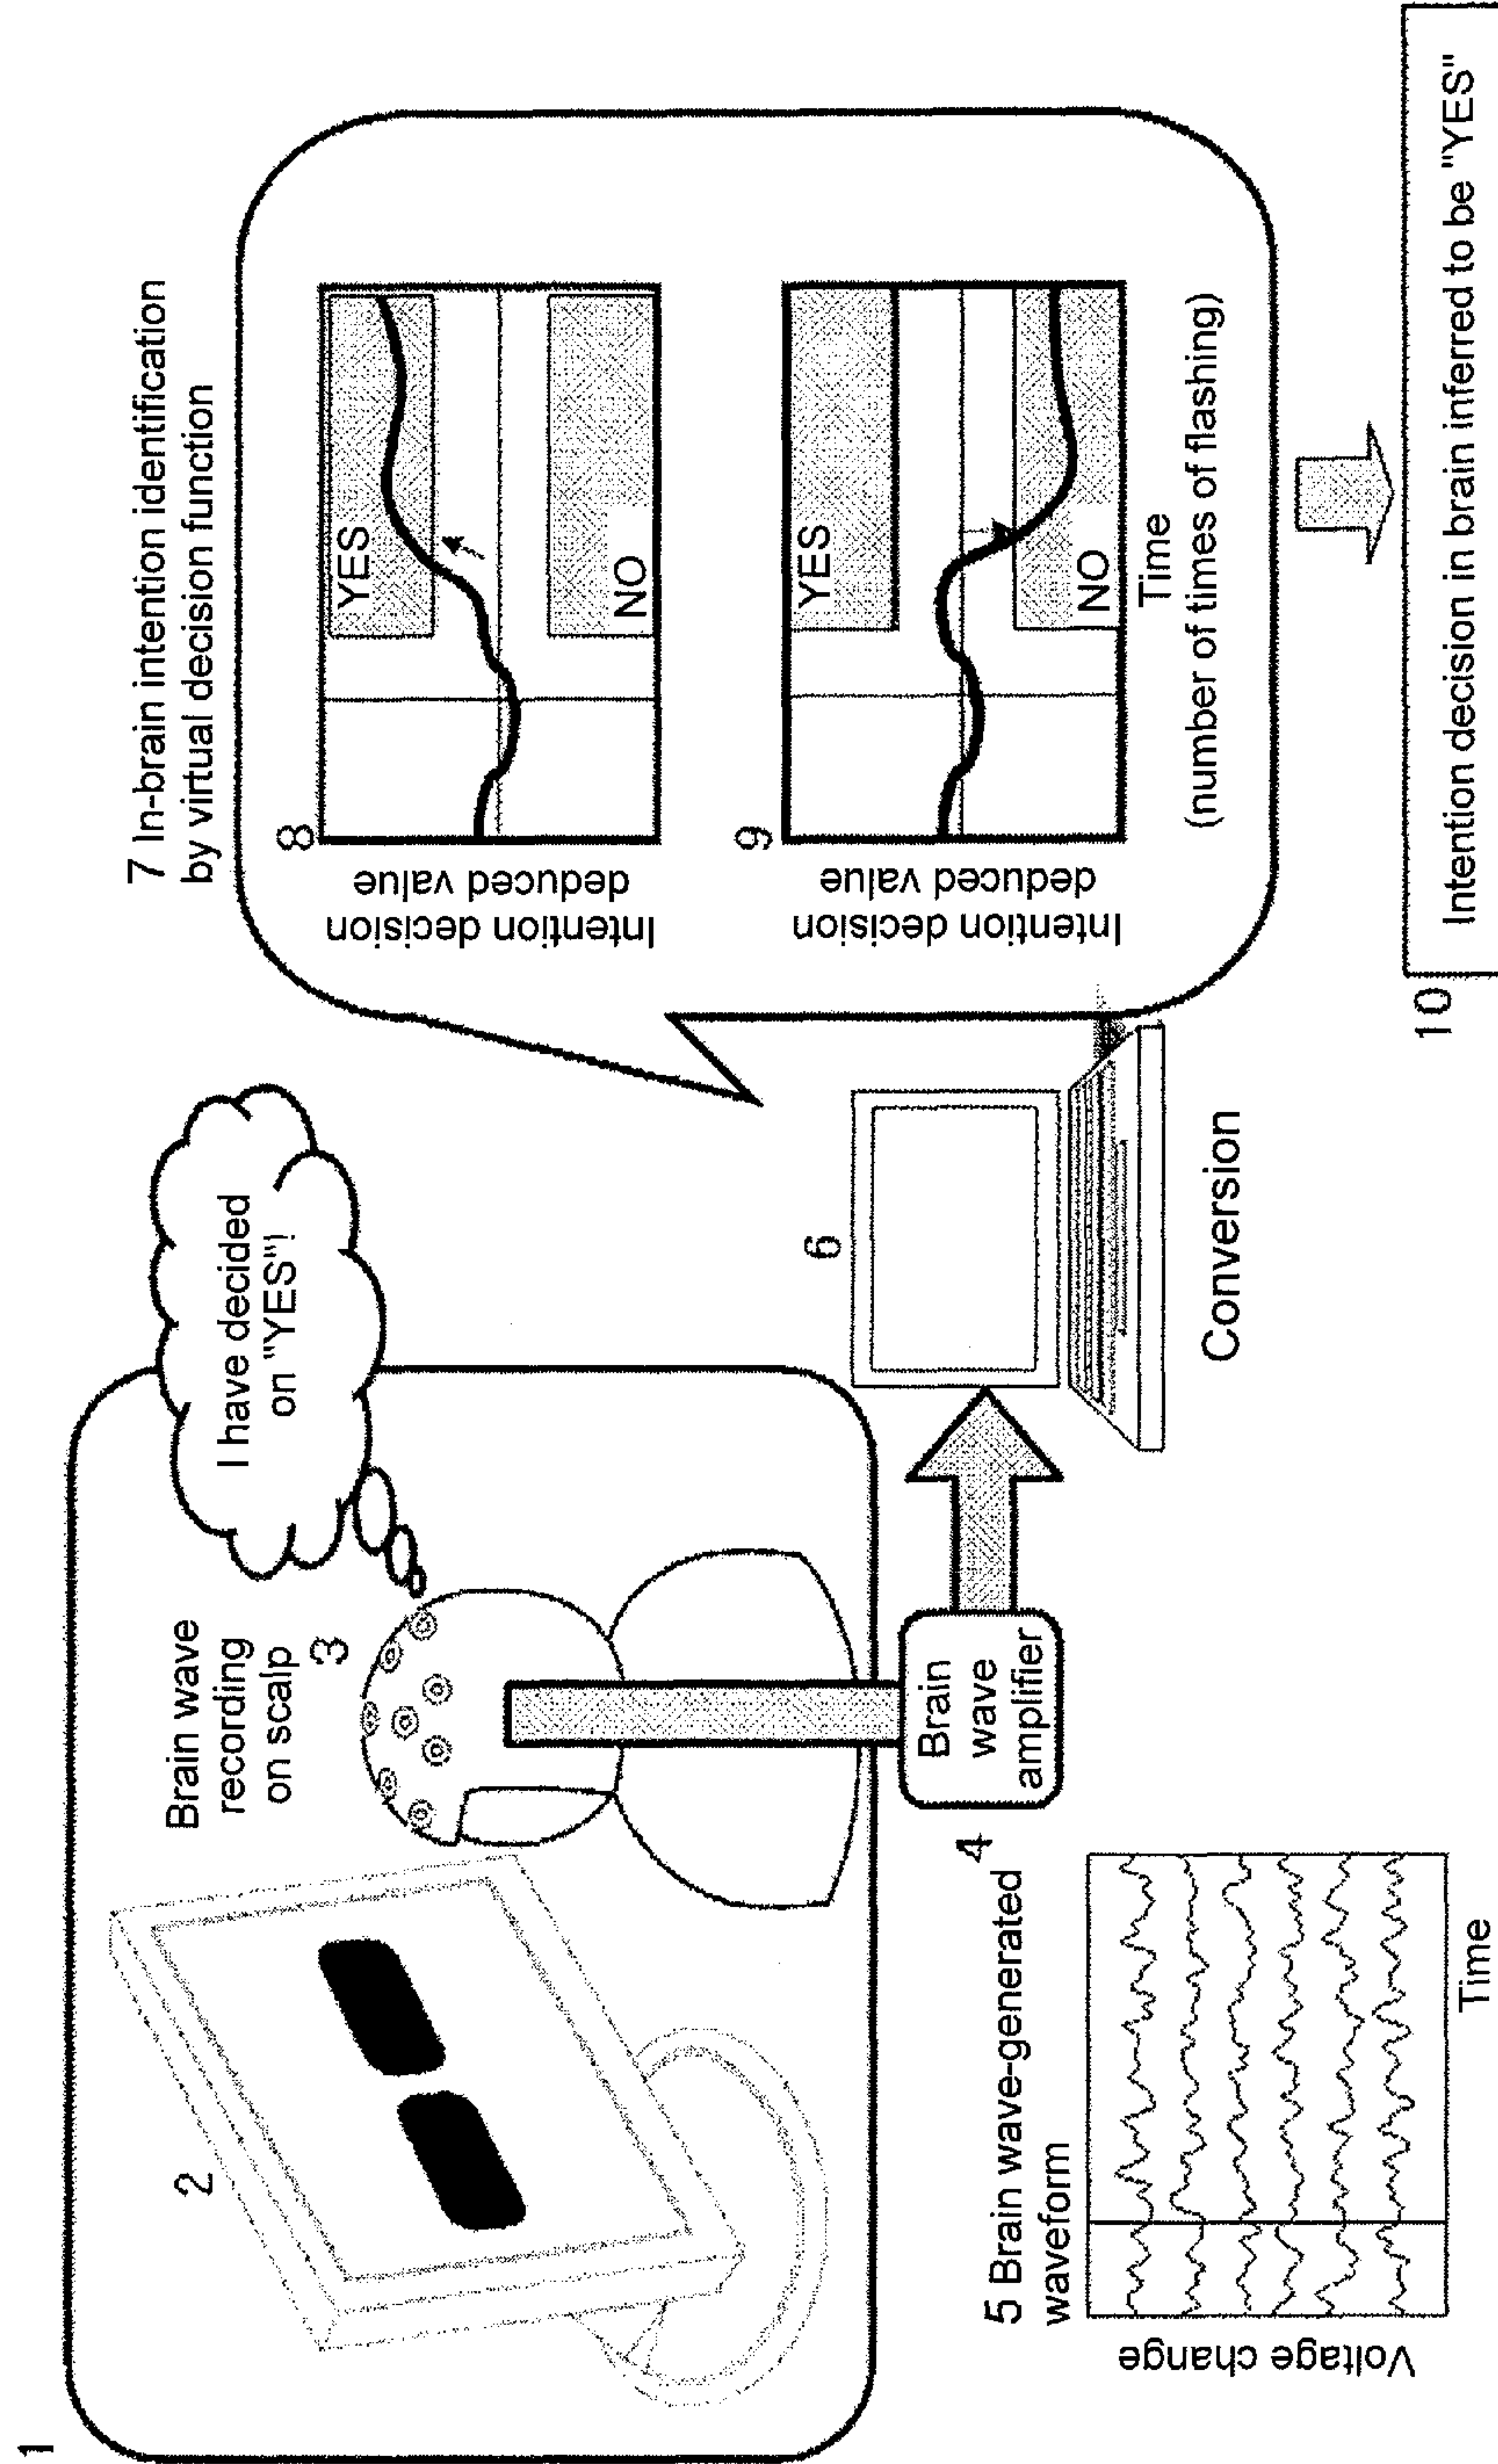 1
2
Brain wave
recording
on scalp
3
I have decided
on "YES"!
Brain
wave
amplifier
4
5 Brain wave-generated
waveform
Voltage change
Time
6
Conversion
7 In-brain intention identification
by virtual decision function
8
Intention decision
deduced value
YES
NO
9
Intention decision
deduced value
YES
NO
Time
(number of times of flashing)
10
Intention decision in brain inferred to be "YES"